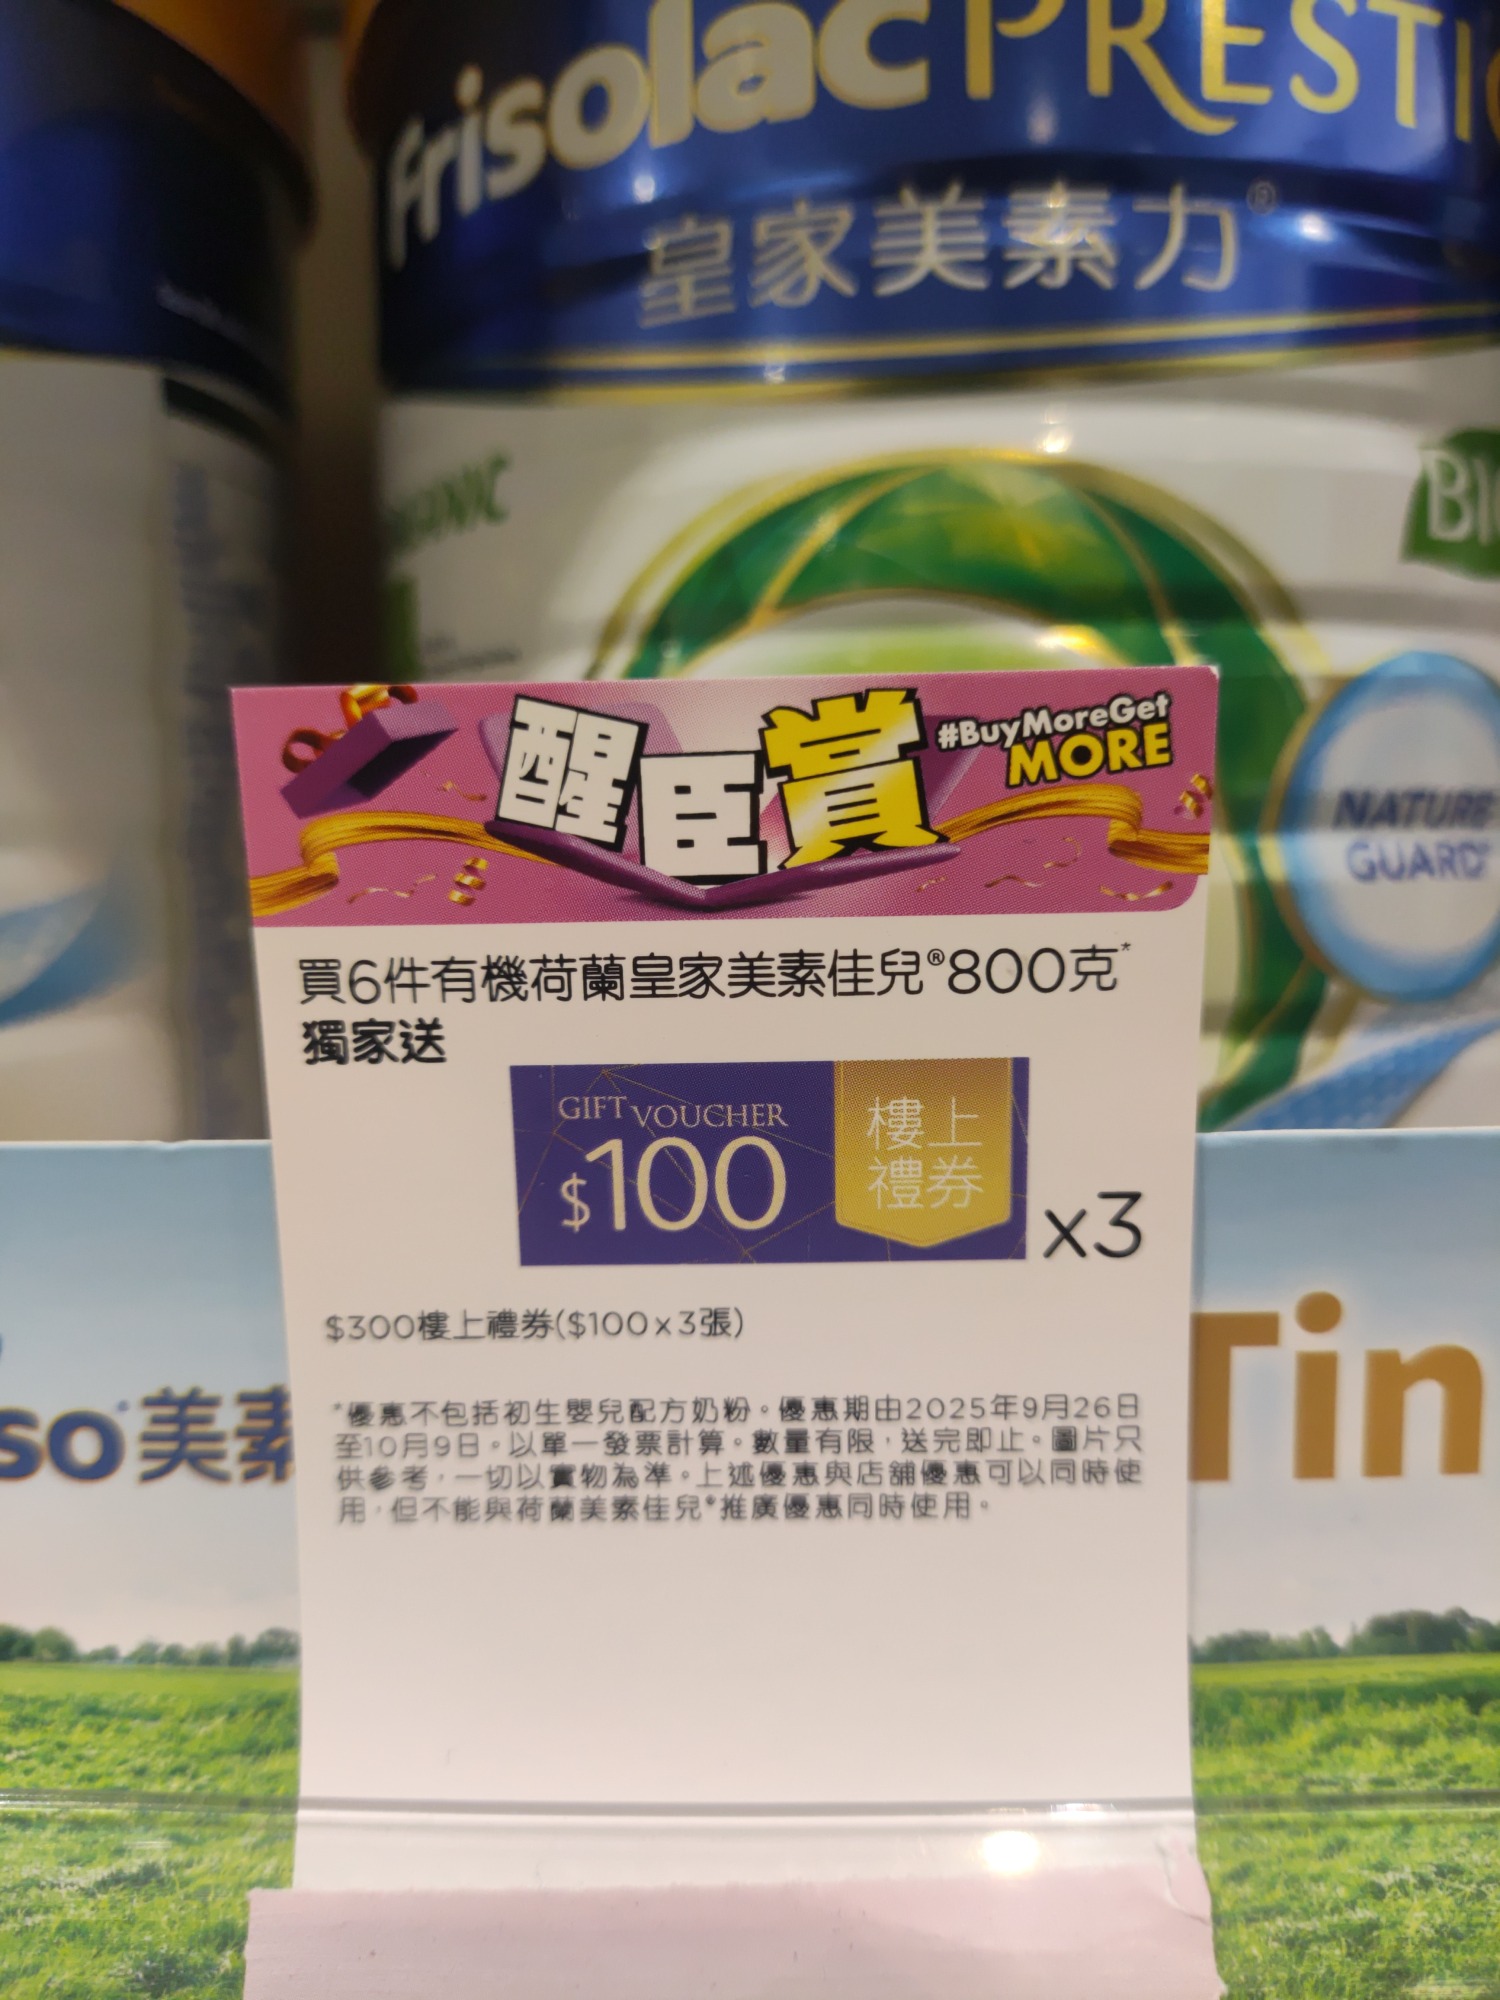 frisolac PRESTI
皇家美素力®
ORGANIC
BI
NATURE
GUARD
醒臣賞
#BuyMoreGet
MORE
買6件有機荷蘭皇家美素佳兒®800克*
獨家送
GIFT VOUCHER
$100
樓上
禮券
x3
$300樓上禮券($100x3張)
*優惠不包括初生嬰兒配方奶粉。優惠期由2025年9月26日
至10月9日。以單一發票計算。數量有限，送完即止。圖片只
供參考，一切以實物為準。上述優惠與店舖優惠可以同時使
用，但不能與荷蘭美素佳兒®推廣優惠同時使用。
so美素
Tin